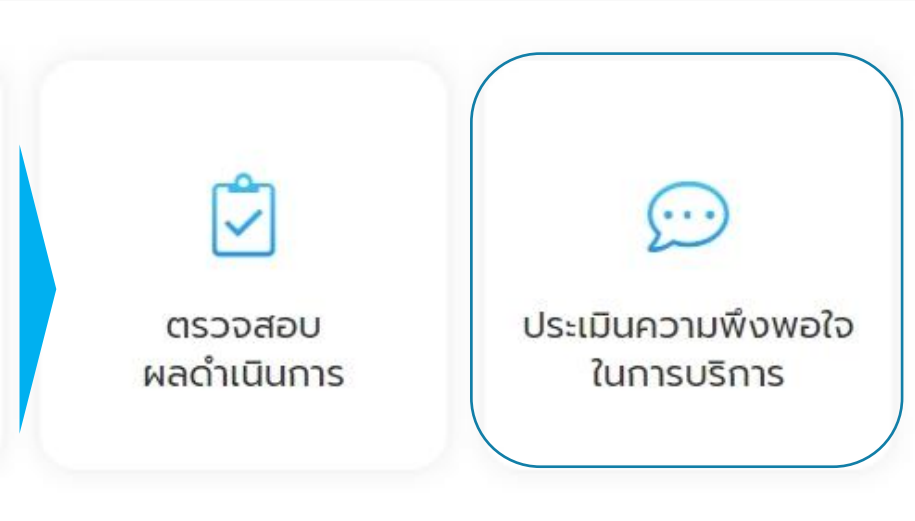 ตรวจสอบ
ผลดำเนินการ
ประเมินความพึงพอใจ
ในการบริการ